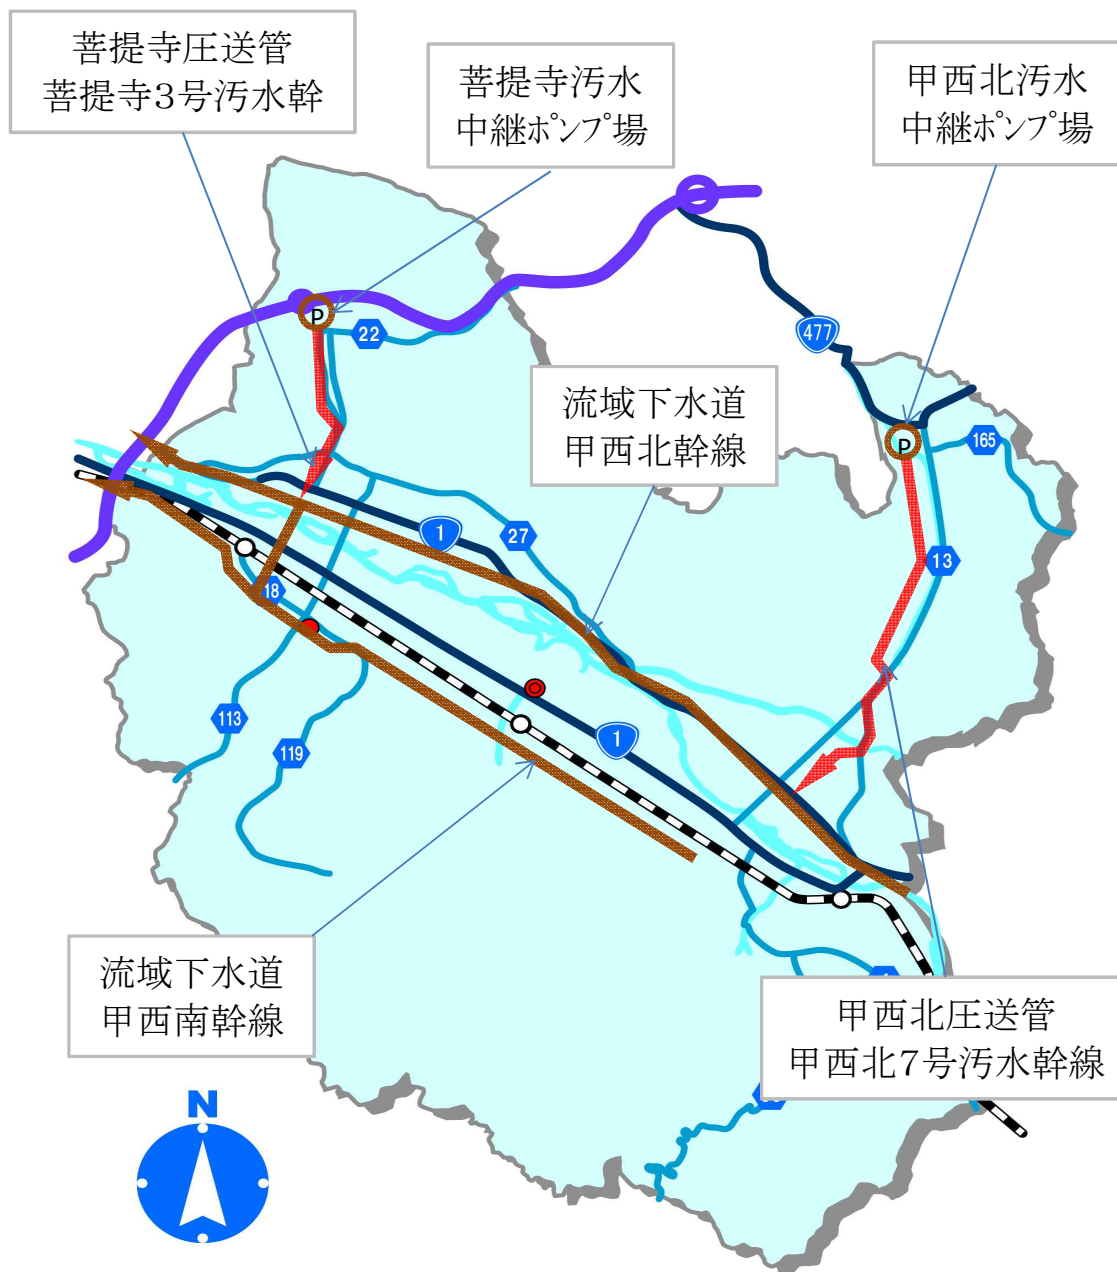 菩提寺圧送管
菩提寺3号汚水幹
菩提寺汚水
中継ポンプ場
甲西北汚水
中継ポンプ場
477
P
22
流域下水道
甲西北幹線
P
165
1
27
13
18
113
119
1
流域下水道
甲西南幹線
甲西北圧送管
甲西北7号汚水幹線
N